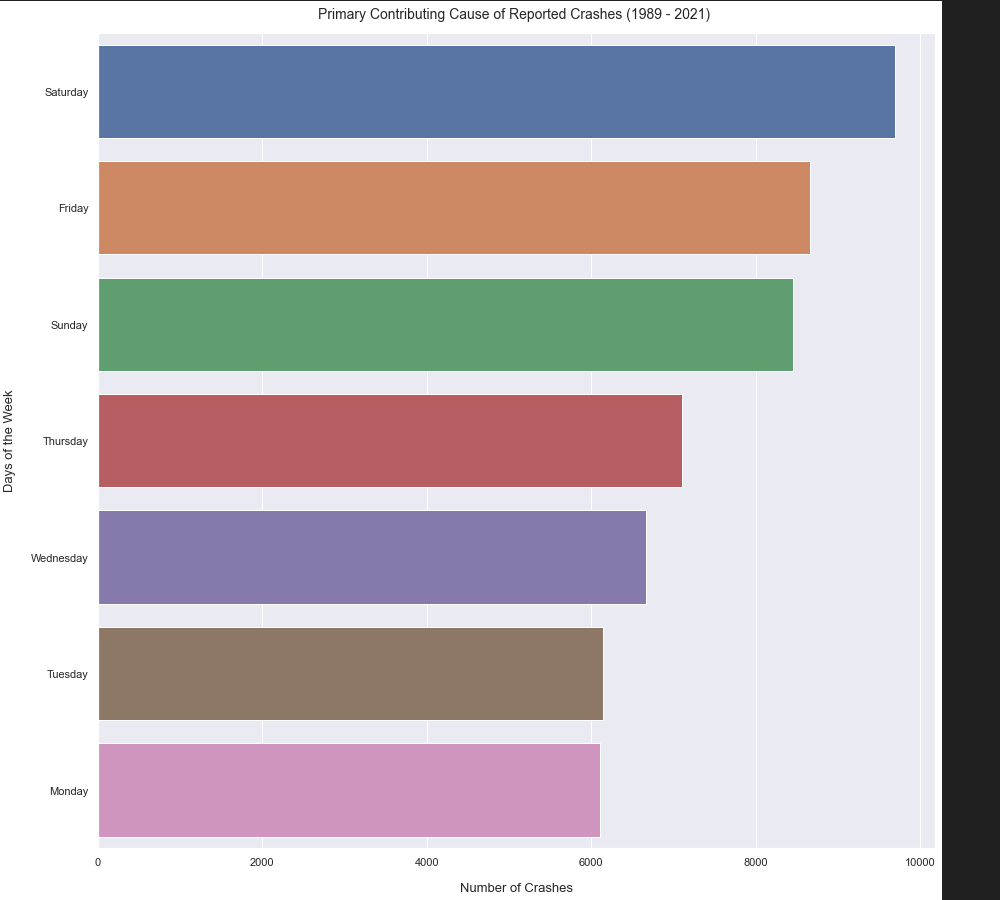 Primary Contributing Cause of Reported Crashes (1989 - 2021)
Saturday
Friday
Sunday
Thursday
Wednesday
Tuesday
Monday
Days of the Week
0 2000 4000 6000 8000 10000
Number of Crashes